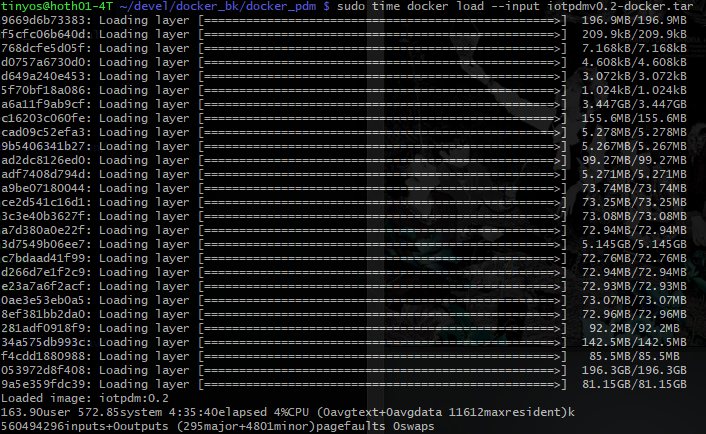 tinyos@hoth01-4T ~/devel/docker_bk/docker_pdm $ sudo time docker load --input iotpdmv0.2-docker.tar
9669d6b73383: Loading layer [==================================================>] 196.9MB/196.9MB
f5cfc06b640d: Loading layer [==================================================>] 209.9kB/209.9kB
768dcfe5d05f: Loading layer [==================================================>] 7.168kB/7.168kB
d0757a6730d0: Loading layer [==================================================>] 4.608kB/4.608kB
d649a240e453: Loading layer [==================================================>] 3.072kB/3.072kB
5f70bf18a086: Loading layer [==================================================>] 1.024kB/1.024kB
a6a11f9ab9cf: Loading layer [==================================================>] 3.447GB/3.447GB
c16203c060fe: Loading layer [==================================================>] 155.6MB/155.6MB
cad09c52efa3: Loading layer [==================================================>] 5.278MB/5.278MB
9b5406341b27: Loading layer [==================================================>] 5.267MB/5.267MB
ad2dc8126ed0: Loading layer [==================================================>] 99.27MB/99.27MB
adf7408d794d: Loading layer [==================================================>] 5.271MB/5.271MB
a9be07180044: Loading layer [==================================================>] 73.74MB/73.74MB
ce2d541c16d1: Loading layer [==================================================>] 73.25MB/73.25MB
3c3e40b3627f: Loading layer [==================================================>] 73.08MB/73.08MB
a7d380a0e22f: Loading layer [==================================================>] 72.94MB/72.94MB
3d7549b06ee7: Loading layer [==================================================>] 5.145GB/5.145GB
c7bdaad41f99: Loading layer [==================================================>] 72.76MB/72.76MB
d266d7e1f2c9: Loading layer [==================================================>] 72.94MB/72.94MB
e23a7a6f2acf: Loading layer [==================================================>] 72.93MB/72.93MB
0ae3e53eb0a5: Loading layer [==================================================>] 73.07MB/73.07MB
8ef381bb2da0: Loading layer [==================================================>] 72.96MB/72.96MB
281adf0918f9: Loading layer [==================================================>] 92.2MB/92.2MB
34a575db993c: Loading layer [==================================================>] 142.5MB/142.5MB
f4cdd1880988: Loading layer [==================================================>] 85.5MB/85.5MB
053972d8f408: Loading layer [==================================================>] 196.3GB/196.3GB
9a5e359fdc39: Loading layer [==================================================>] 81.15GB/81.15GB
Loaded image: iotpdm:0.2
163.90user 572.85system 4:35:40elapsed 4%CPU (0avgtext+0avgdata 11612maxresident)k
560494296inputs+0outputs (295major+4801minor)pagefaults 0swaps